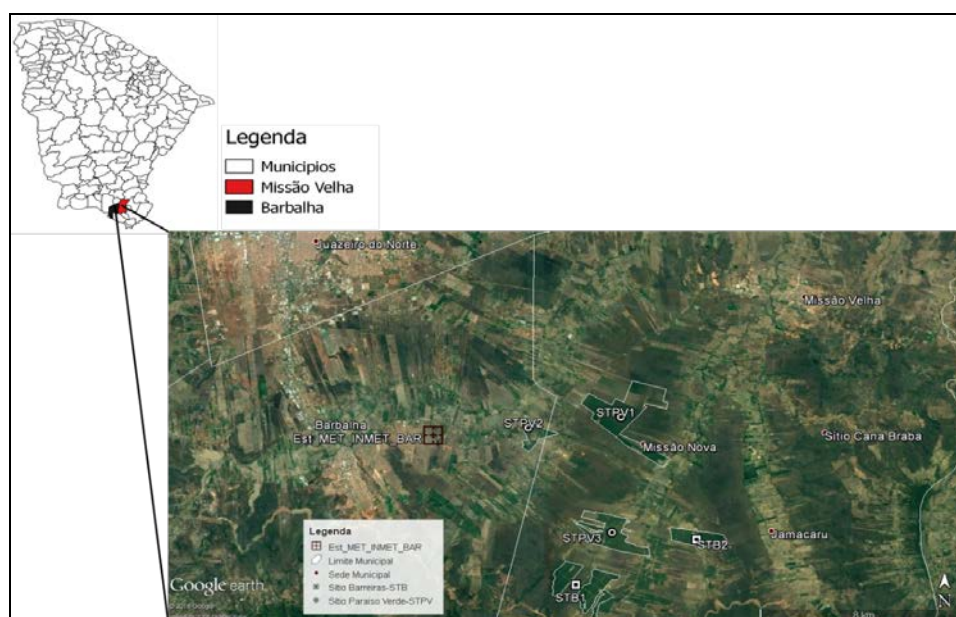 Legenda
Municipios
Missão Velha
Barbalha
Juazeiro do Norte
Missão Velha
STPV1
STPV2
Barbalha
Est_MET_INMET_BAR
Missão Nova
Sítio Cana Braba
STPV3
STB2
Jamacaru
STB1
Legenda
Est_MET_INMET_BAR
Limite Municipal
Sede Municipal
Sitio Barreiras-STB
Sitio Paraiso Verde-STPV
Google earth
N
8 km